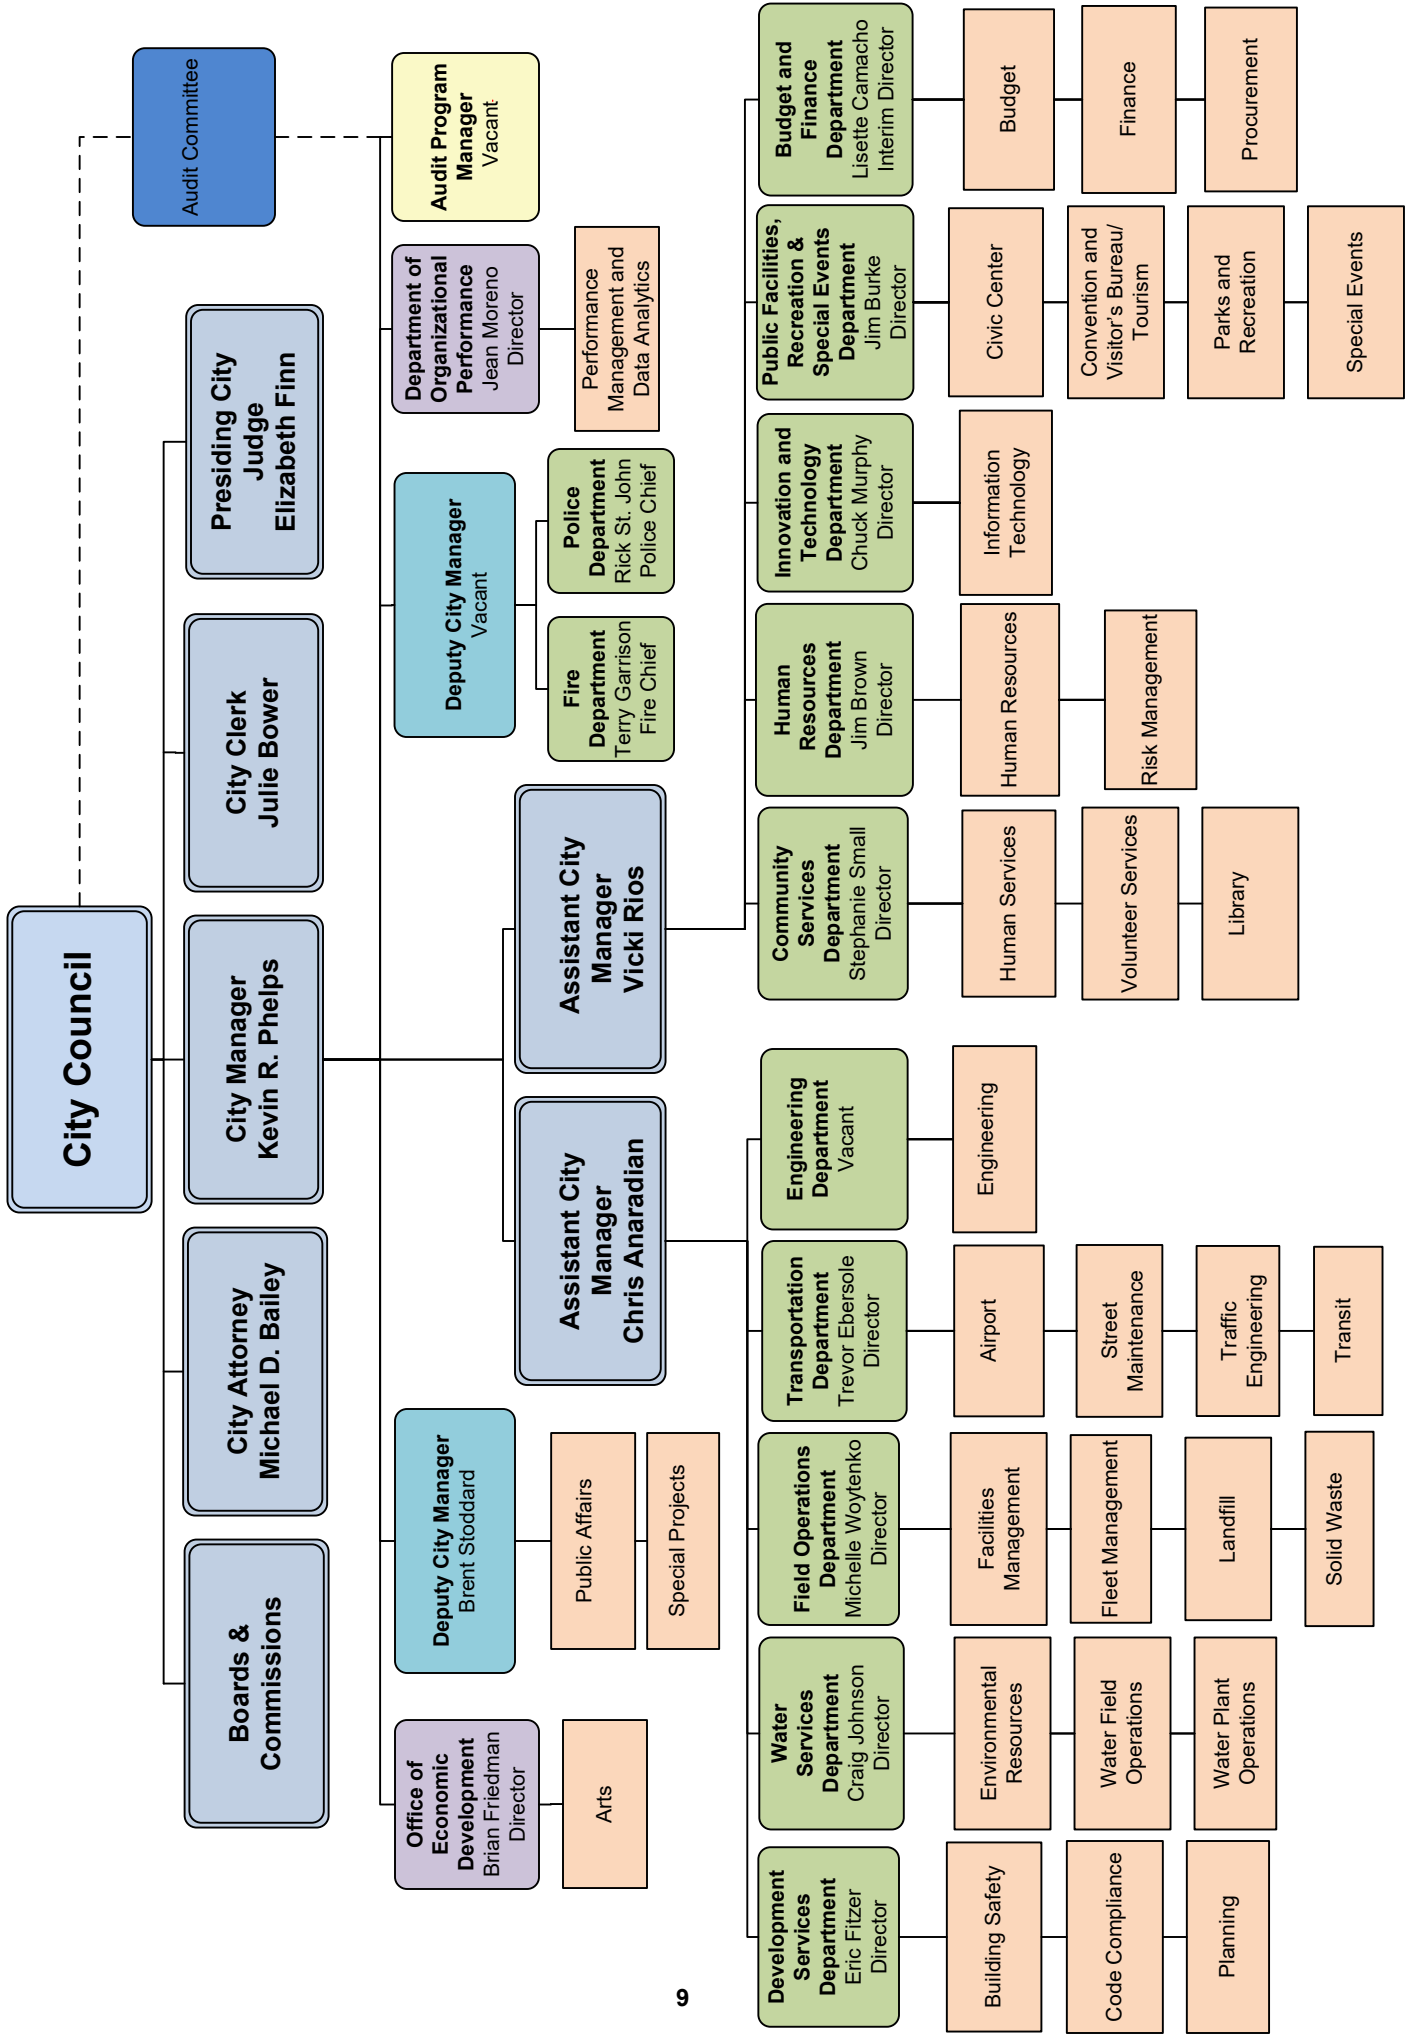 City Council
Audit Committee
Boards &
Commissions
City Attorney
Michael D. Bailey
City Manager
Kevin R. Phelps
City Clerk
Julie Bower
Presiding City
Judge
Elizabeth Finn
Office of
Economic
Development
Brian Friedman
Director
Arts
Deputy City Manager
Brent Stoddard
Public Affairs
Special Projects
Deputy City Manager
Vacant
Fire
Department
Terry Garrison
Fire Chief
Police
Department
Rick St. John
Police Chief
Department of
Organizational
Performance
Jean Moreno
Director
Performance
Management and
Data Analytics
Audit Program
Manager
Vacant
Assistant City
Manager
Chris Anaradian
Assistant City
Manager
Vicki Rios
Development
Services
Department
Eric Fitzer
Director
Building Safety
Code Compliance
Planning
Water
Services
Department
Craig Johnson
Director
Environmental
Resources
Water Field
Operations
Water Plant
Operations
Field Operations
Department
Michelle Woytenko
Director
Facilities
Management
Fleet Management
Landfill
Solid Waste
Transportation
Department
Trevor Ebersole
Director
Airport
Street
Maintenance
Traffic
Engineering
Transit
Engineering
Department
Vacant
Engineering
Community
Services
Department
Stephanie Small
Director
Human Services
Volunteer Services
Library
Human
Resources
Department
Jim Brown
Director
Human Resources
Risk Management
Innovation and
Technology
Department
Chuck Murphy
Director
Information
Technology
Public Facilities,
Recreation &
Special Events
Department
Jim Burke
Director
Civic Center
Convention and
Visitor's Bureau/
Tourism
Parks and
Recreation
Special Events
Budget and
Finance
Department
Lisette Camacho
Interim Director
Budget
Finance
Procurement
9